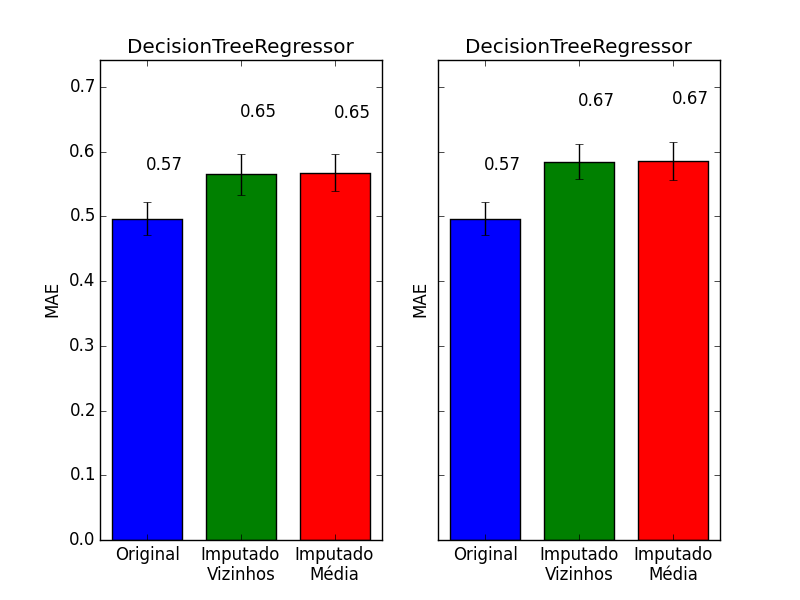 DecisionTreeRegressor
0.7
0.6
0.5
0.4
0.3
0.2
0.1
0.0
MAE
0.57
0.65
0.65
Original
Imputado
Vizinhos
Imputado
Média
DecisionTreeRegressor
MAE
0.57
0.67
0.67
Original
Imputado
Vizinhos
Imputado
Média